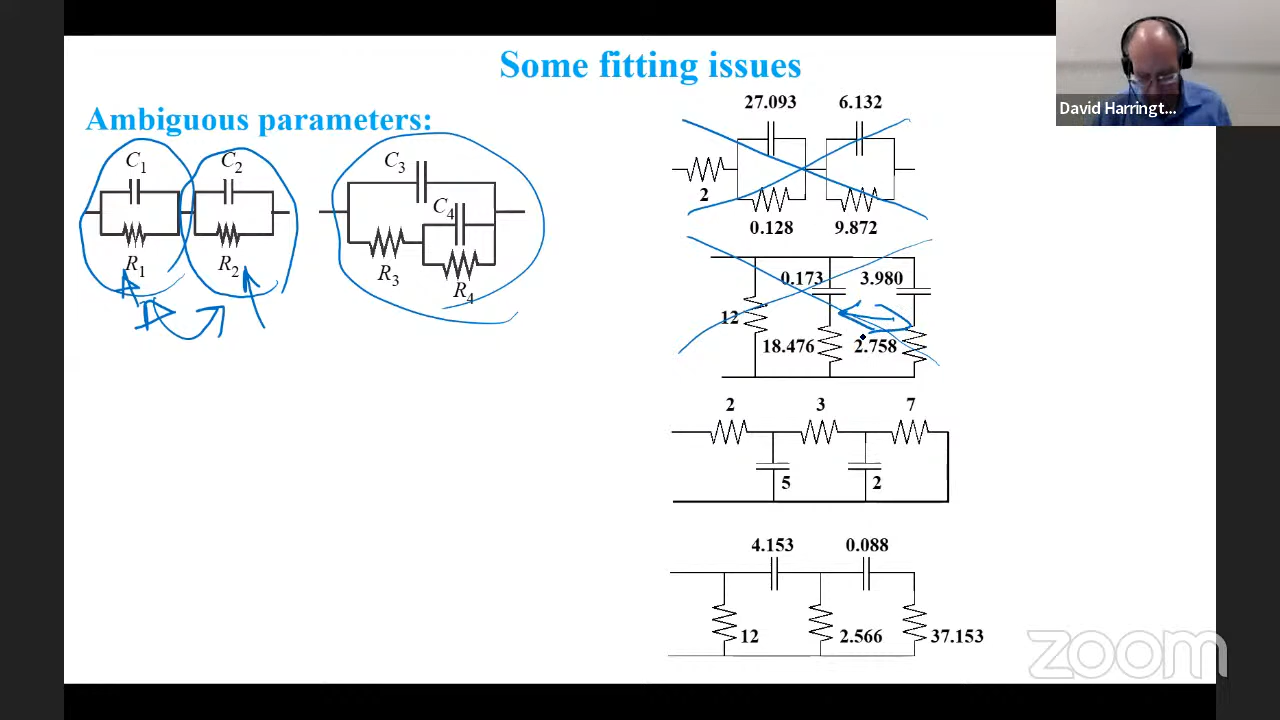 Some fitting issues
David Harringt...
Ambiguous parameters:
C1
C2
R1
R2
C3
C4
R3
R4
27.093
6.132
2
0.128
9.872
0.173
3.980
12
18.476
2.758
2
3
7
5
2
4.153
0.088
12
2.566
37.153
zoom